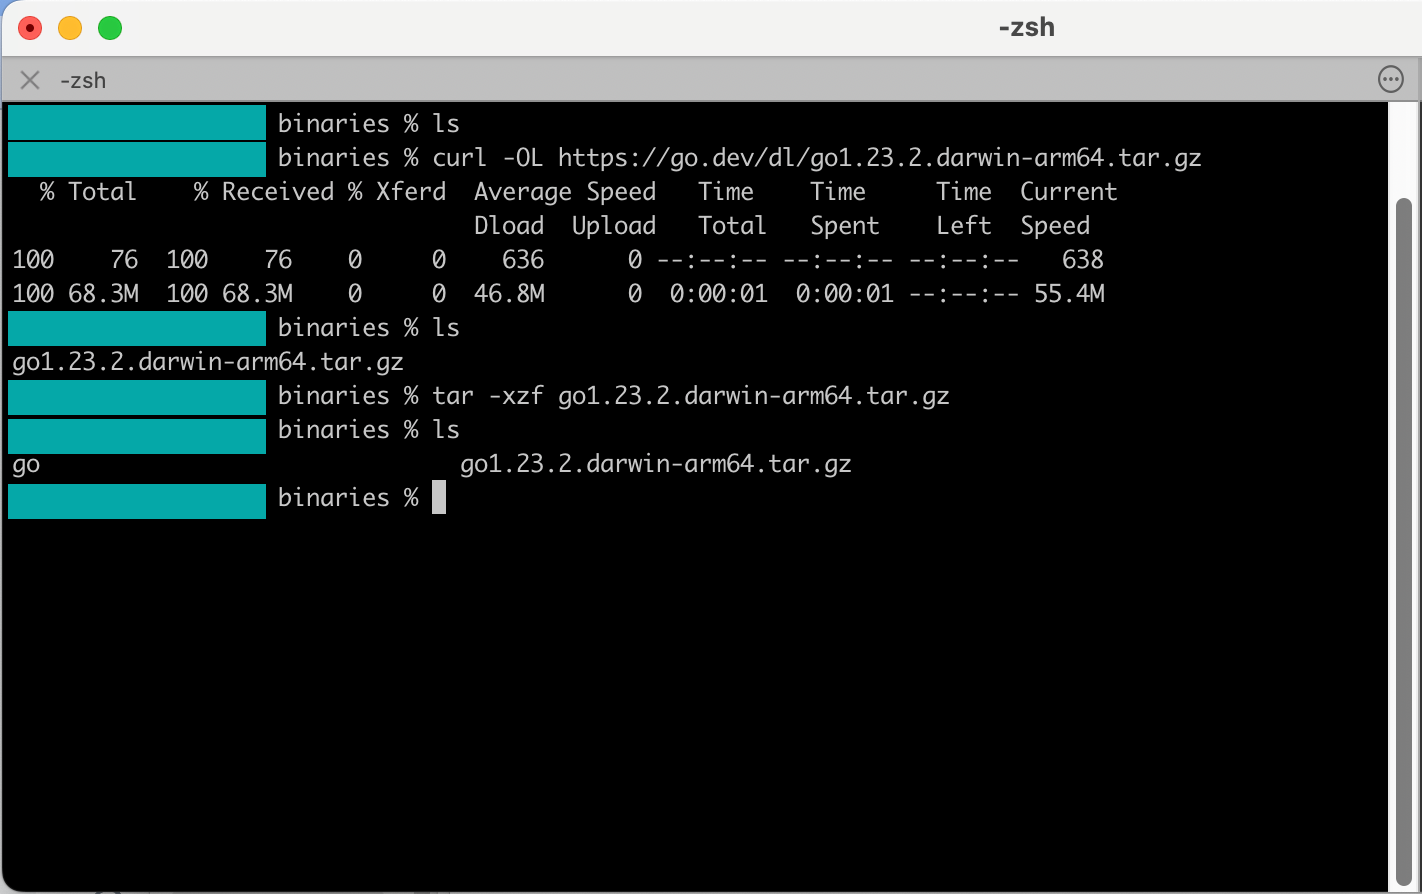 -zsh
-zsh
binaries % ls
binaries % curl -OL https://go.dev/dl/go1.23.2.darwin-arm64.tar.gz
  % Total    % Received % Xferd  Average Speed   Time    Time     Time  Current
                                 Dload  Upload   Total   Spent    Left  Speed
100    76  100    76    0     0    636      0 --:--:-- --:--:-- --:--:--   638
100 68.3M  100 68.3M    0     0  46.8M      0  0:00:01  0:00:01 --:--:-- 55.4M
binaries % ls
go1.23.2.darwin-arm64.tar.gz
binaries % tar -xzf go1.23.2.darwin-arm64.tar.gz
binaries % ls
go                              go1.23.2.darwin-arm64.tar.gz
binaries %